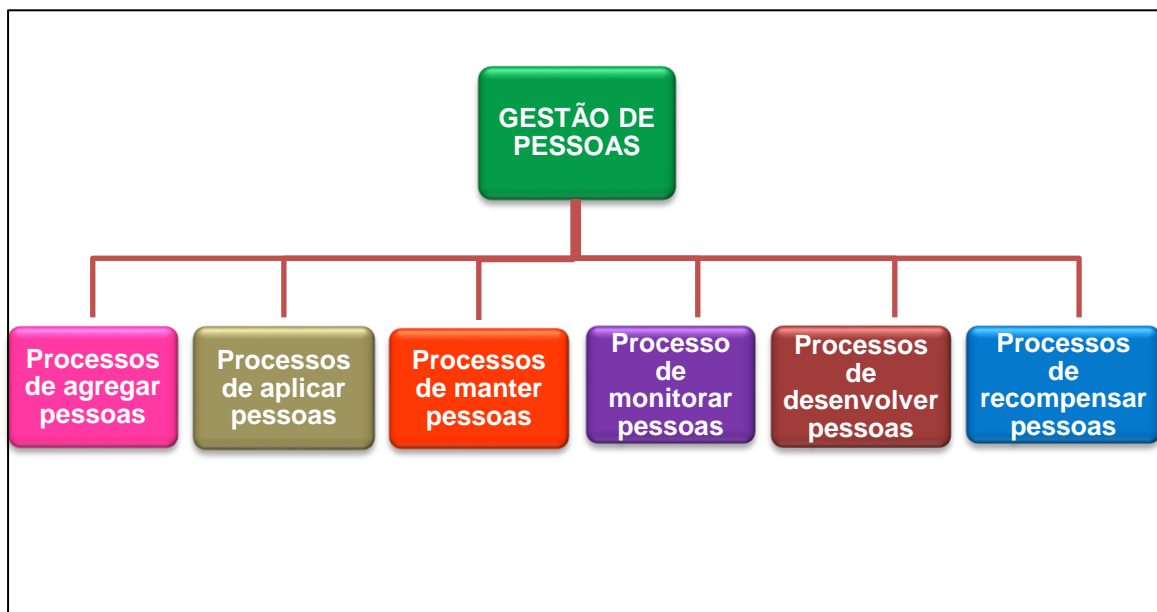 GESTÃO DE
PESSOAS
Processos
de agregar
pessoas
Processos
de aplicar
pessoas
Processos
de manter
pessoas
Processo
de
monitorar
pessoas
Processos
de
desenvolver
pessoas
Processos
de
recompensar
pessoas